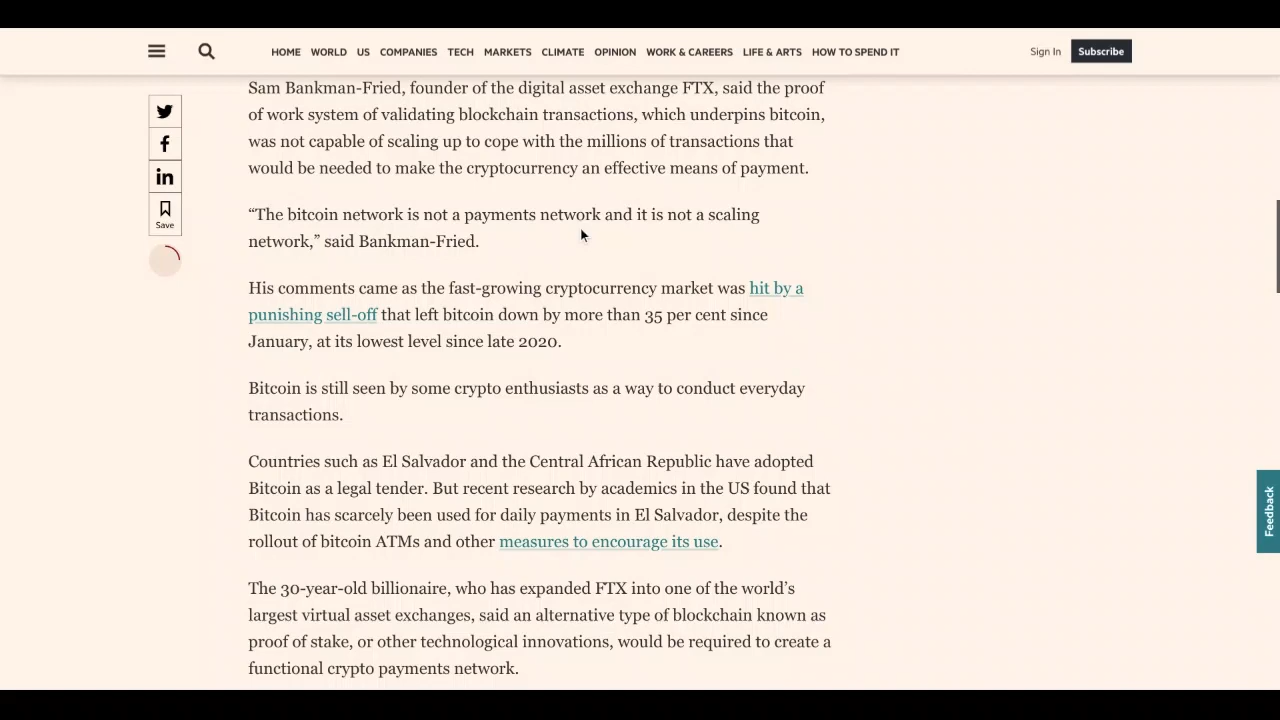 HOME WORLD US COMPANIES TECH MARKETS CLIMATE OPINION WORK & CAREERS LIFE & ARTS HOW TO SPEND IT Sign In Subscribe
Sam Bankman-Fried, founder of the digital asset exchange FTX, said the proof
of work system of validating blockchain transactions, which underpins bitcoin,
was not capable of scaling up to cope with the millions of transactions that
would be needed to make the cryptocurrency an effective means of payment.
Save
“The bitcoin network is not a payments network and it is not a scaling
network,” said Bankman-Fried.
His comments came as the fast-growing cryptocurrency market was hit by a
punishing sell-off that left bitcoin down by more than 35 per cent since
January, at its lowest level since late 2020.
Bitcoin is still seen by some crypto enthusiasts as a way to conduct everyday
transactions.
Countries such as El Salvador and the Central African Republic have adopted
Bitcoin as a legal tender. But recent research by academics in the US found that
Bitcoin has scarcely been used for daily payments in El Salvador, despite the
rollout of bitcoin ATMs and other measures to encourage its use.
Feedback
The 30-year-old billionaire, who has expanded FTX into one of the world’s
largest virtual asset exchanges, said an alternative type of blockchain known as
proof of stake, or other technological innovations, would be required to create a
functional crypto payments network.